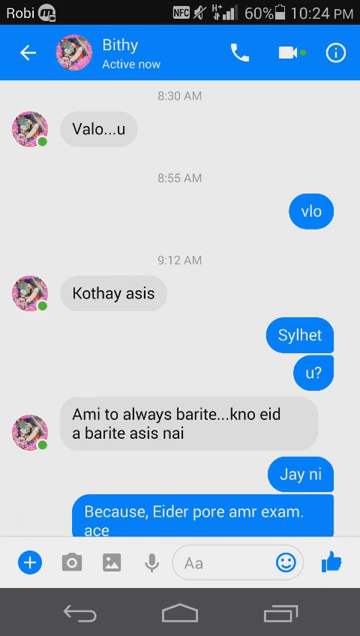 Robi
NFC
H+
60%
10:24 PM
Bithy
Active now
8:30 AM
Valo...u
8:55 AM
vlo
9:12 AM
Kothay asis
Sylhet
u?
Ami to always barite...kno eid
a barite asis nai
Jay ni
Because, Eider pore amr exam.
ace
Aa